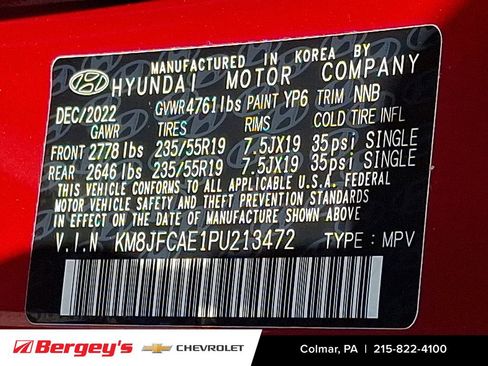 MANUFACTURED IN KOREA BY
HYUNDAI MOTOR COMPANY
DEC/2022 GVWR 4761lbs PAINT YP6 TRIM NNB
GAWR TIRES RIMS COLD TIRE INFL
FRONT 2778 lbs 235/55R19 7.5JX19 35psi SINGLE
REAR 2646 lbs 235/55R19 7.5JX19 35psi SINGLE
THIS VEHICLE CONFORMS TO ALL APPLICABLE U.S.A. FEDERAL
MOTOR VEHICLE SAFETY AND THEFT PREVENTION STANDARDS
IN EFFECT ON THE DATE OF MANUFACTURE SHOWN ABOVE.
V.I.N KM8JFCAE1PU213472 TYPE: MPV
Bergey's CHEVROLET Colmar, PA | 215-822-4100